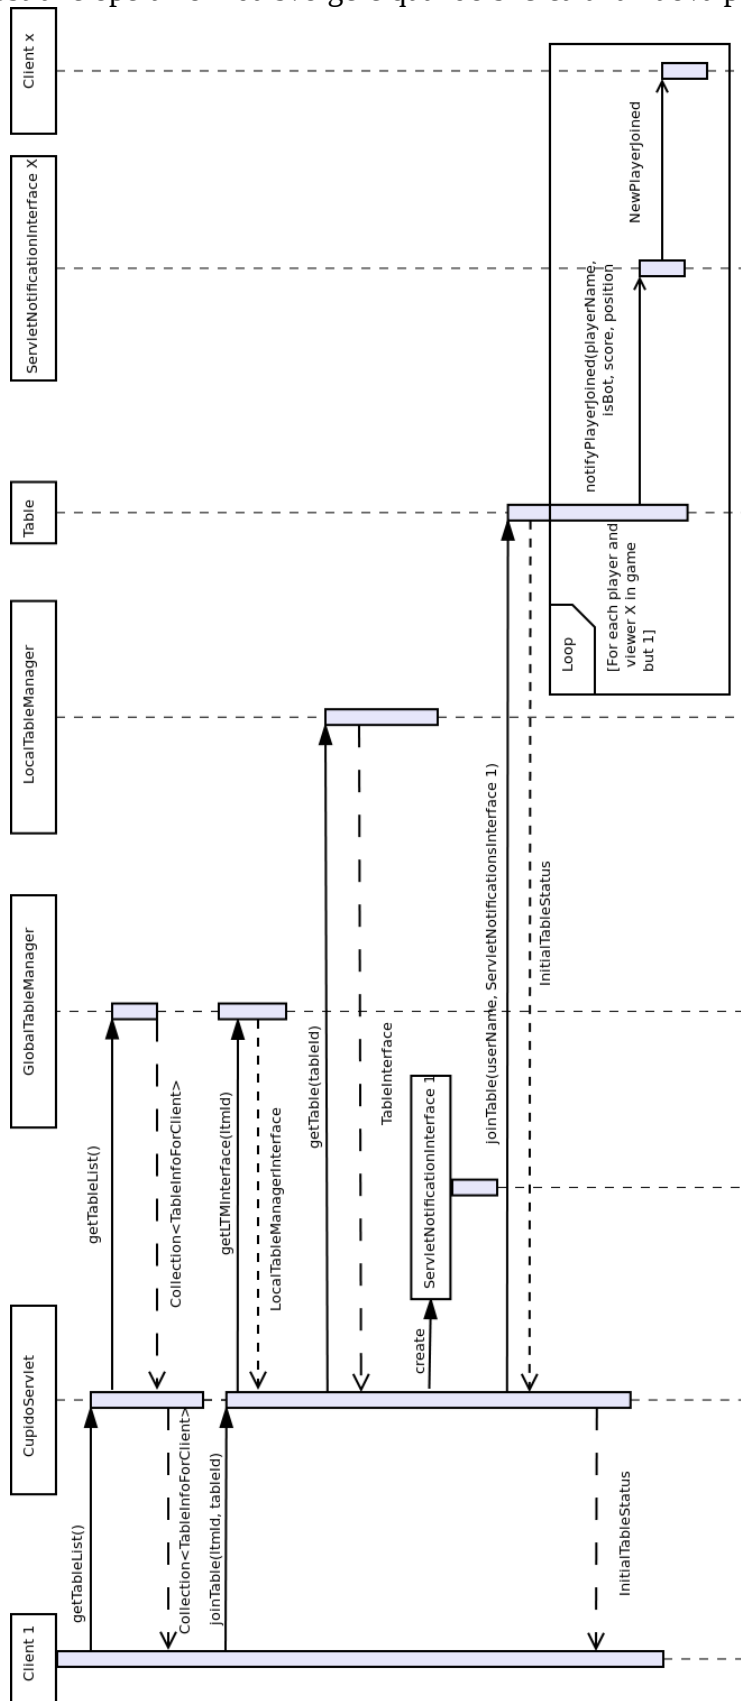 Client x
ServletNotificationInterface X
Table
LocalTableManager
GlobalTableManager
CupidoServlet
Client 1
getTableList()
getTableList()
Collection<TableInfoForClient>
Collection<TableInfoForClient>
joinTable(ltmId, tableId)
getLTMInterface(ltmId)
LocalTableManagerInterface
getTable(tableId)
TableInterface
create
ServletNotificationInterface 1
joinTable(userName, ServletNotificationsInterface 1)
InitialTableStatus
InitialTableStatus
Loop
[For each player and
viewer X in game
but 1]
notifyPlayerJoined(playerName,
isBot, score, position
NewPlayerJoined